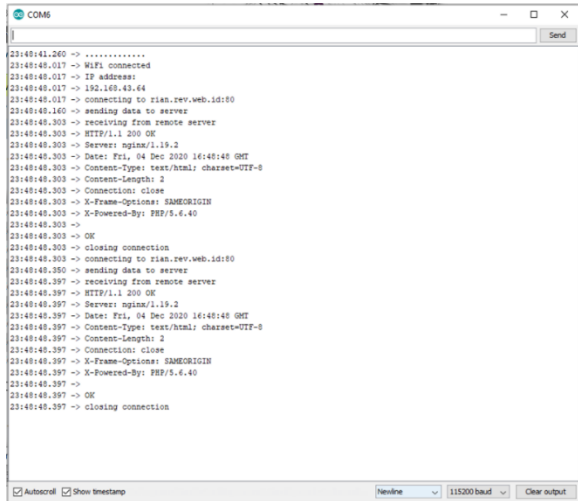 COM6
Send
23:48:41.260 -> .............
23:48:48.017 -> WiFi connected
23:48:48.017 -> IP address:
23:48:48.017 -> 192.168.43.64
23:48:48.017 -> connecting to rian.rev.web.id:80
23:48:48.160 -> sending data to server
23:48:48.303 -> receiving from remote server
23:48:48.303 -> HTTP/1.1 200 OK
23:48:48.303 -> Server: nginx/1.19.2
23:48:48.303 -> Date: Fri, 04 Dec 2020 16:48:48 GMT
23:48:48.303 -> Content-Type: text/html; charset=UTF-8
23:48:48.303 -> Content-Length: 2
23:48:48.303 -> Connection: close
23:48:48.303 -> X-Frame-Options: SAMEORIGIN
23:48:48.303 -> X-Powered-By: PHP/5.6.40
23:48:48.303 ->
23:48:48.303 -> OK
23:48:48.303 -> closing connection
23:48:48.303 -> connecting to rian.rev.web.id:80
23:48:48.350 -> sending data to server
23:48:48.397 -> receiving from remote server
23:48:48.397 -> HTTP/1.1 200 OK
23:48:48.397 -> Server: nginx/1.19.2
23:48:48.397 -> Date: Fri, 04 Dec 2020 16:48:48 GMT
23:48:48.397 -> Content-Type: text/html; charset=UTF-8
23:48:48.397 -> Content-Length: 2
23:48:48.397 -> Connection: close
23:48:48.397 -> X-Frame-Options: SAMEORIGIN
23:48:48.397 -> X-Powered-By: PHP/5.6.40
23:48:48.397 ->
23:48:48.397 -> OK
23:48:48.397 -> closing connection
Autoscroll Show timestamp Newline 115200 baud Clear output